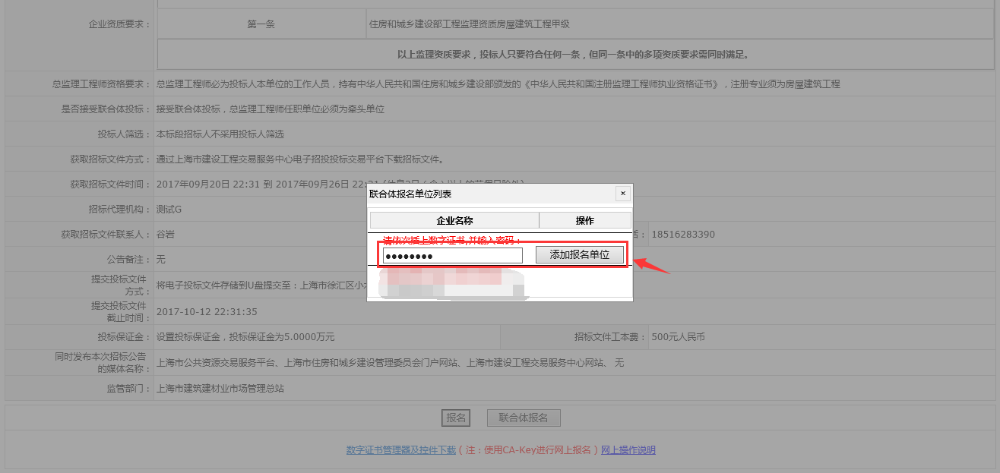 企业资质要求： 第一条 住房和城乡建设部工程监理资质房屋建筑工程甲级
以上监理资质要求，投标人只要符合任何一条，但同一条中的多项资质要求需同时满足。
总监理工程师资格要求： 总监理工程师必为投标人本单位的工作人员，持有中华人民共和国住房和城乡建设部颁发的《中华人民共和国注册监理工程师执业资格证书》，注册专业须为房屋建筑工程
是否接受联合体投标： 接受联合体投标，总监理工程师任职单位必须为牵头单位
投标人筛选： 本标段招标人不采用投标人筛选
获取招标文件方式： 通过上海市建设工程交易服务中心电子招投标交易平台下载招标文件。
获取招标文件时间： 2017年09月20日 22:31 到 2017年09月26日
联合体报名单位列表 ×
招标代理机构： 测试G
企业名称 操作
获取招标文件联系人： 谷岩 话： 18516283390
请依次插上数字证书,并输入密码：
●●●●●●●● 添加报名单位
公告备注： 无
提交投标文件
方式： 将电子投标文件存储到U盘提交至：上海市徐汇区小
提交投标文件
截止时间： 2017-10-12 22:31:35
投标保证金： 设置投标保证金，投标保证金为5.0000万元 招标文件工本费： 500元人民币
同时发布本次招标公告
的媒体名称： 上海市公共资源交易服务平台、上海市住房和城乡建设管理委员会门户网站、上海市建设工程交易服务中心网站、 无
监管部门： 上海市建筑建材业市场管理总站
报名 联合体报名
数字证书管理器及控件下载 ( 注：使用CA-Key进行网上报名 ) 网上操作说明